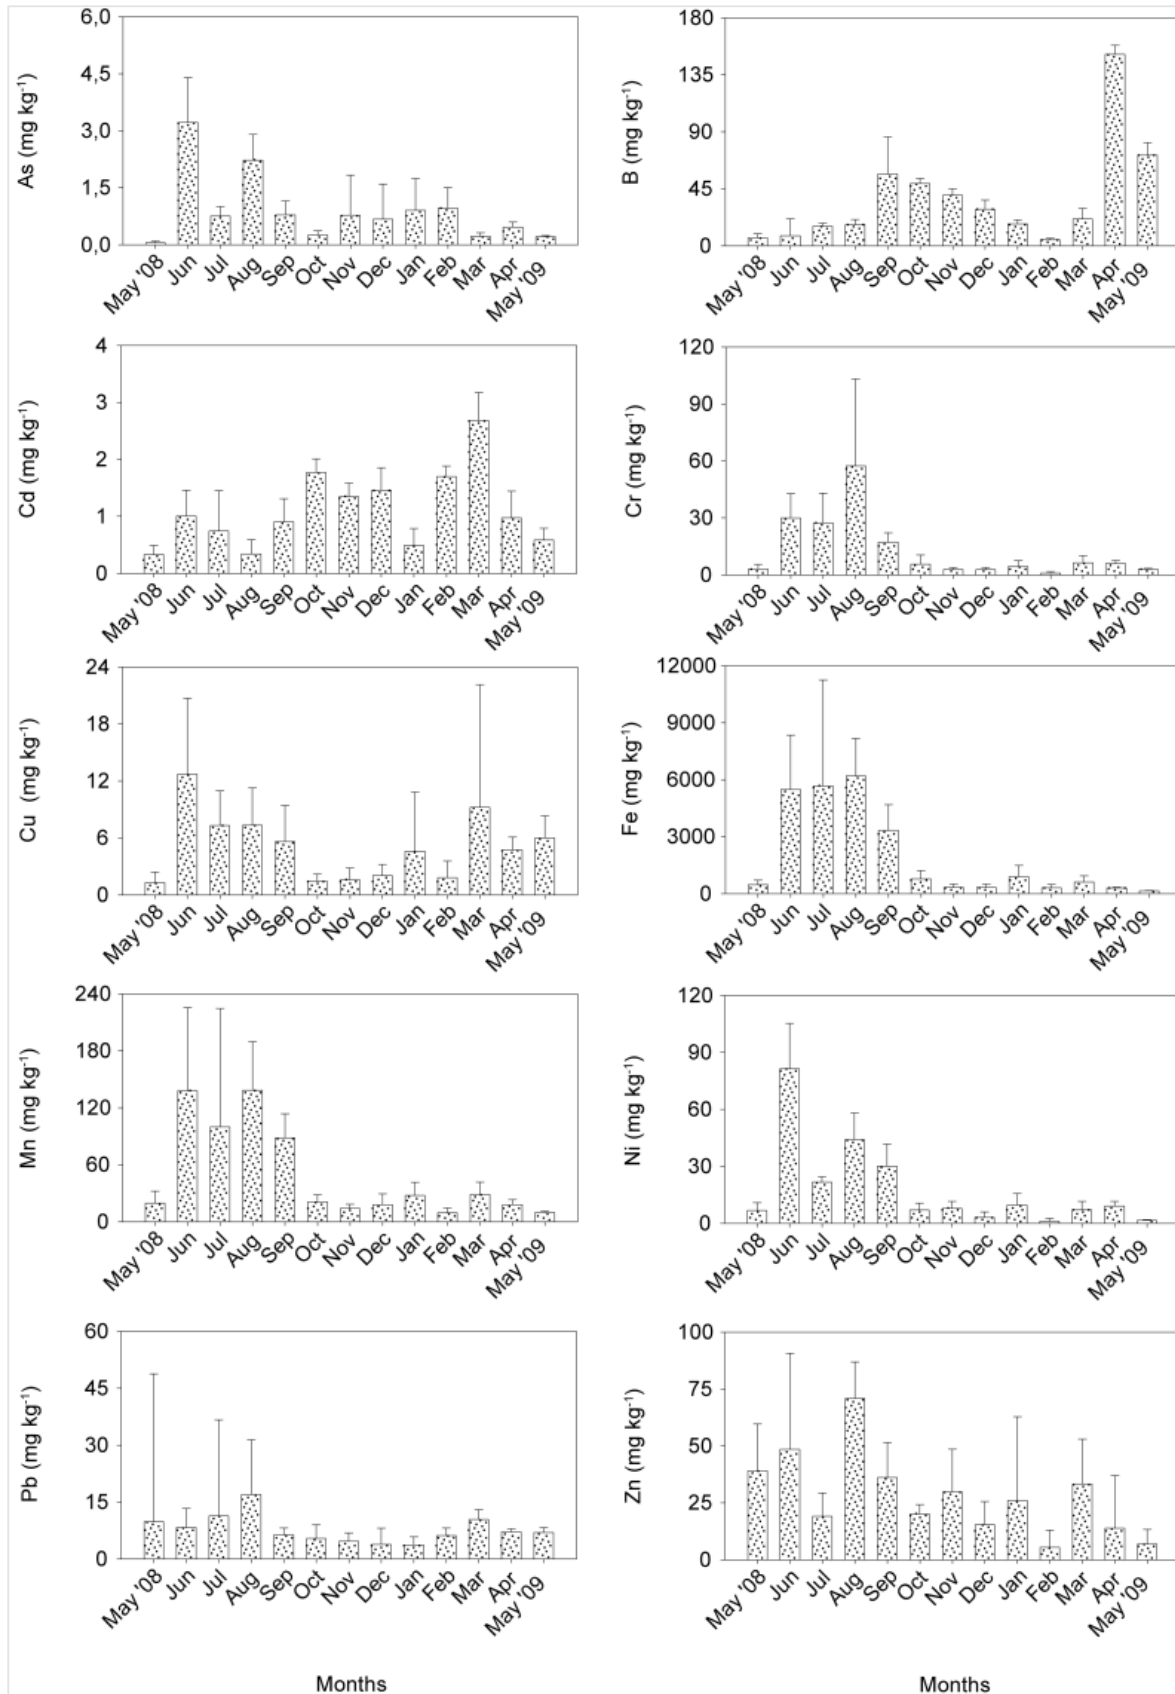 As (mg kg⁻¹)
6,0
4,5
3,0
1,5
0,0
May '08 Jun Jul Aug Sep Oct Nov Dec Jan Feb Mar Apr May '09
B (mg kg⁻¹)
180
135
90
45
0
May '08 Jun Jul Aug Sep Oct Nov Dec Jan Feb Mar Apr May '09
Cd (mg kg⁻¹)
4
3
2
1
0
May '08 Jun Jul Aug Sep Oct Nov Dec Jan Feb Mar Apr May '09
Cr (mg kg⁻¹)
120
90
60
30
0
May '08 Jun Jul Aug Sep Oct Nov Dec Jan Feb Mar Apr May '09
Cu (mg kg⁻¹)
24
18
12
6
0
May '08 Jun Jul Aug Sep Oct Nov Dec Jan Feb Mar Apr May '09
Fe (mg kg⁻¹)
12000
9000
6000
3000
0
May '08 Jun Jul Aug Sep Oct Nov Dec Jan Feb Mar Apr May '09
Mn (mg kg⁻¹)
240
180
120
60
0
May '08 Jun Jul Aug Sep Oct Nov Dec Jan Feb Mar Apr May '09
Ni (mg kg⁻¹)
120
90
60
30
0
May '08 Jun Jul Aug Sep Oct Nov Dec Jan Feb Mar Apr May '09
Pb (mg kg⁻¹)
60
45
30
15
0
May '08 Jun Jul Aug Sep Oct Nov Dec Jan Feb Mar Apr May '09
Months
Zn (mg kg⁻¹)
100
75
50
25
0
May '08 Jun Jul Aug Sep Oct Nov Dec Jan Feb Mar Apr May '09
Months